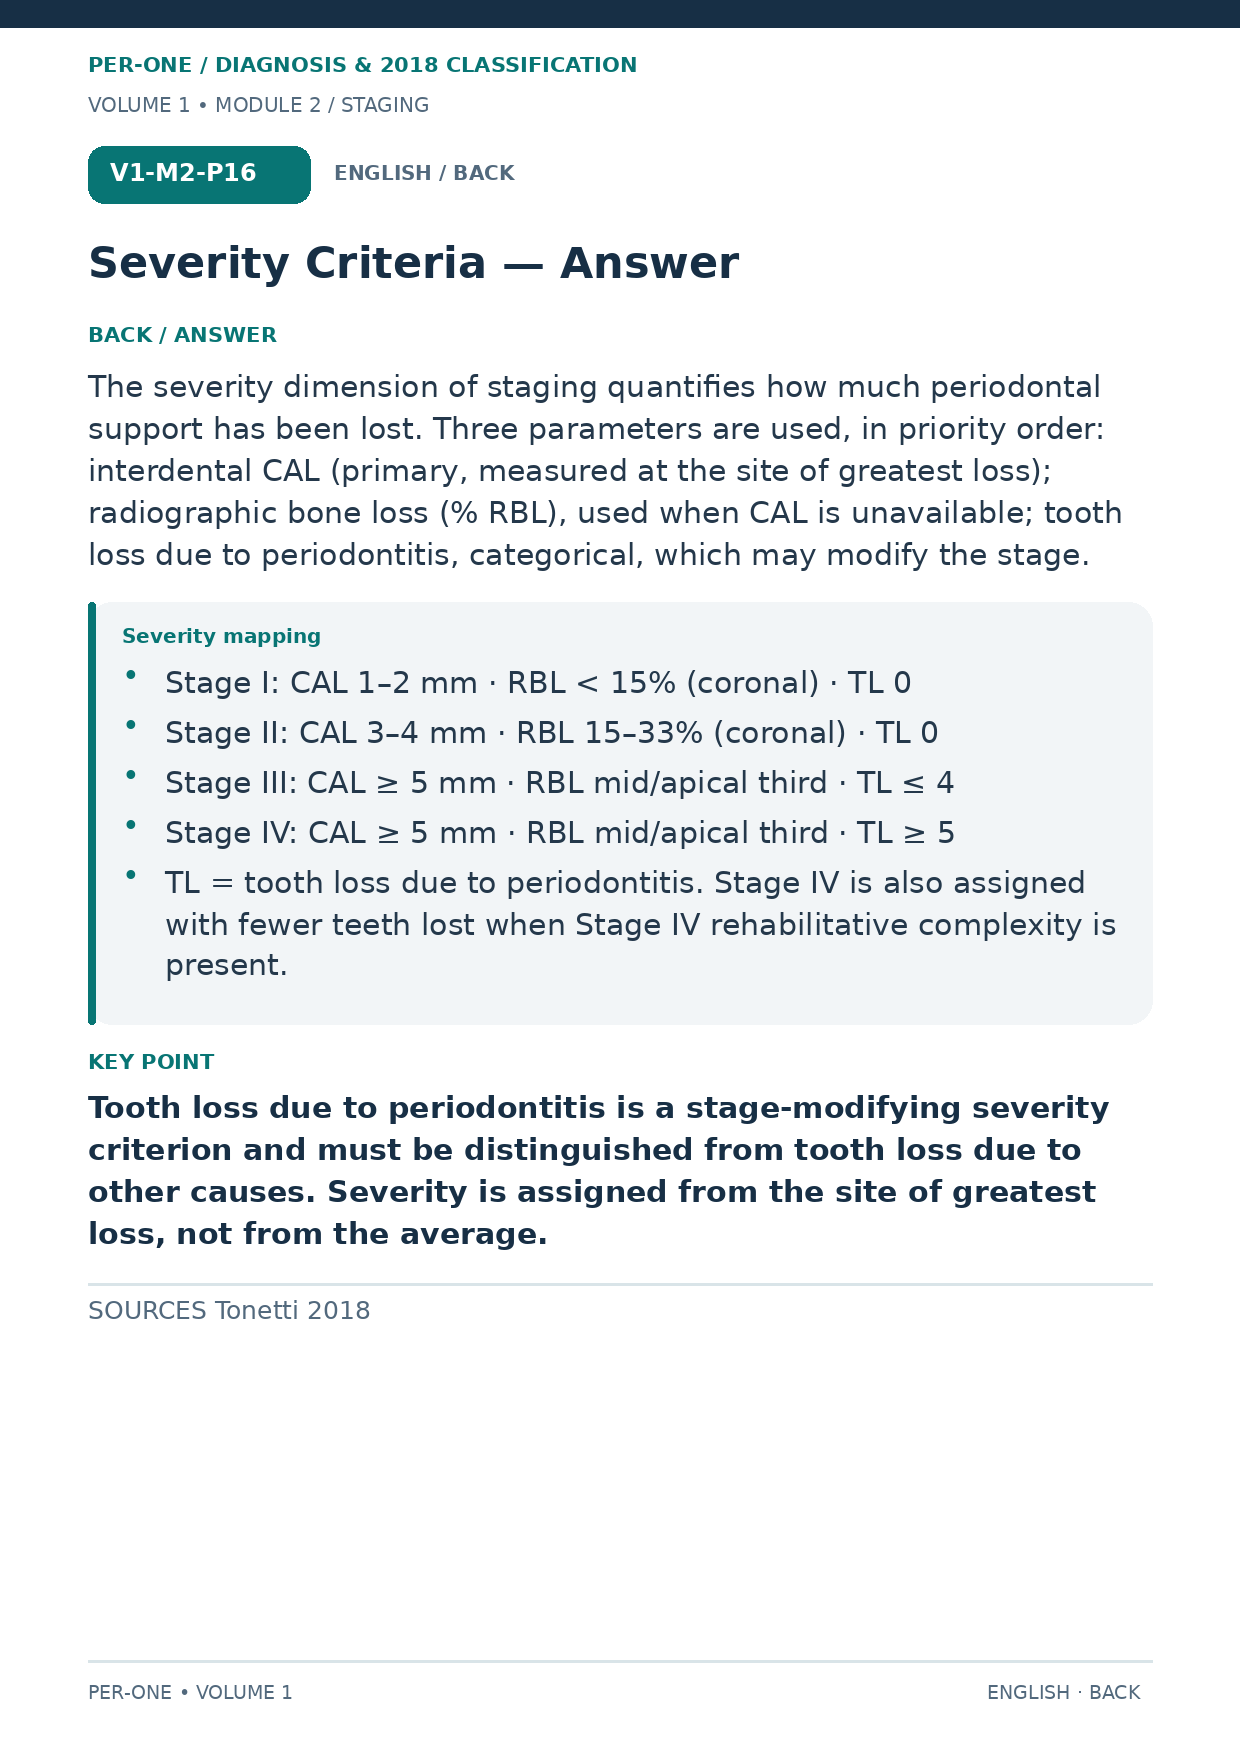 PER-ONE / DIAGNOSIS & 2018 CLASSIFICATION
VOLUME 1 • MODULE 2 / STAGING
V1-M2-P16
ENGLISH / BACK
Severity Criteria — Answer
BACK / ANSWER
The severity dimension of staging quantifies how much periodontal
support has been lost. Three parameters are used, in priority order:
interdental CAL (primary, measured at the site of greatest loss);
radiographic bone loss (% RBL), used when CAL is unavailable; tooth
loss due to periodontitis, categorical, which may modify the stage.
Severity mapping
• Stage I: CAL 1–2 mm · RBL < 15% (coronal) · TL 0
• Stage II: CAL 3–4 mm · RBL 15–33% (coronal) · TL 0
• Stage III: CAL ≥ 5 mm · RBL mid/apical third · TL ≤ 4
• Stage IV: CAL ≥ 5 mm · RBL mid/apical third · TL ≥ 5
• TL = tooth loss due to periodontitis. Stage IV is also assigned
with fewer teeth lost when Stage IV rehabilitative complexity is
present.
KEY POINT
Tooth loss due to periodontitis is a stage-modifying severity
criterion and must be distinguished from tooth loss due to
other causes. Severity is assigned from the site of greatest
loss, not from the average.
SOURCES Tonetti 2018
PER-ONE • VOLUME 1
ENGLISH · BACK